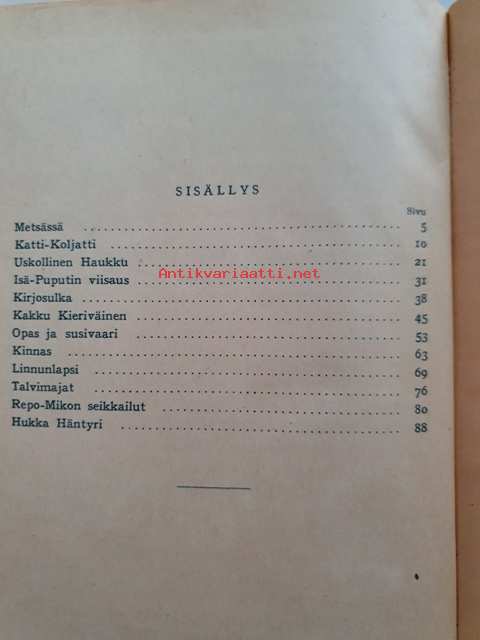 SISÄLLYS
Sivu
Metsässä 5
Katti-Koljatti 10
Uskollinen Haukku 21
Antikvariaatti.net
Isä-Puputin viisaus 31
Kirjosulka 38
Kakku Kieriväinen 45
Opas ja susivaari 53
Kinnas 63
Linnunlapsi 69
Talvimajat 76
Repo-Mikon seikkailut 80
Hukka Häntyri 88